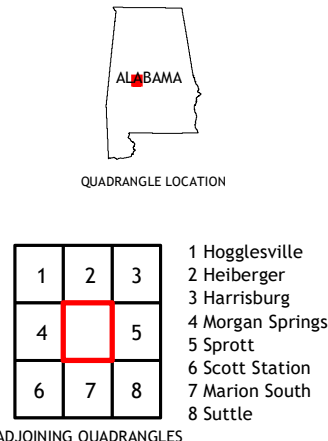 ALABAMA
QUADRANGLE LOCATION
1 2 3
4 5
6 7 8
1 Hogglesville
2 Heiberger
3 Harrisburg
4 Morgan Springs
5 Sprott
6 Scott Station
7 Marion South
8 Suttle
ADJOINING QUADRANGLES